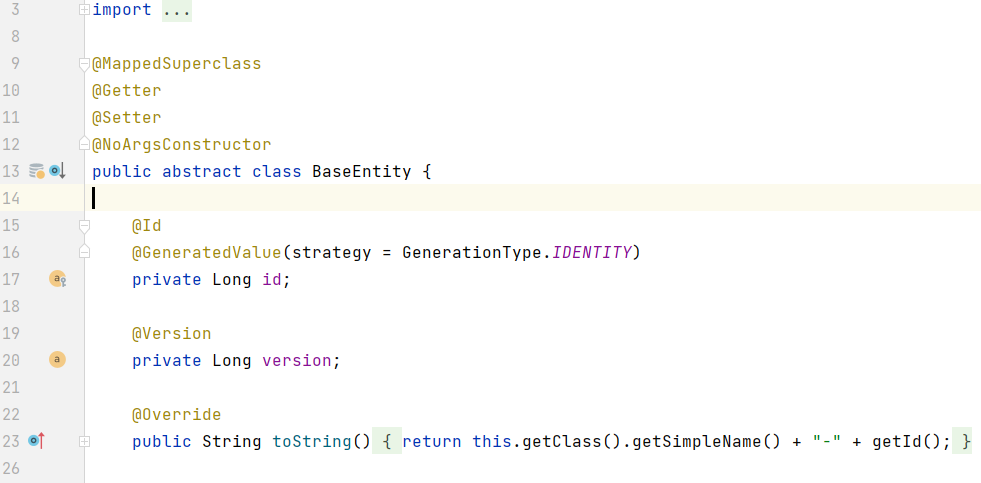 3 import ...
8
9 @MappedSuperclass
10 @Getter
11 @Setter
12 @NoArgsConstructor
13 public abstract class BaseEntity {
14
15 @Id
16 @GeneratedValue(strategy = GenerationType.IDENTITY)
17 private Long id;
18
19 @Version
20 private Long version;
21
22 @Override
23 public String toString() { return this.getClass().getSimpleName() + "-" + getId(); }
26